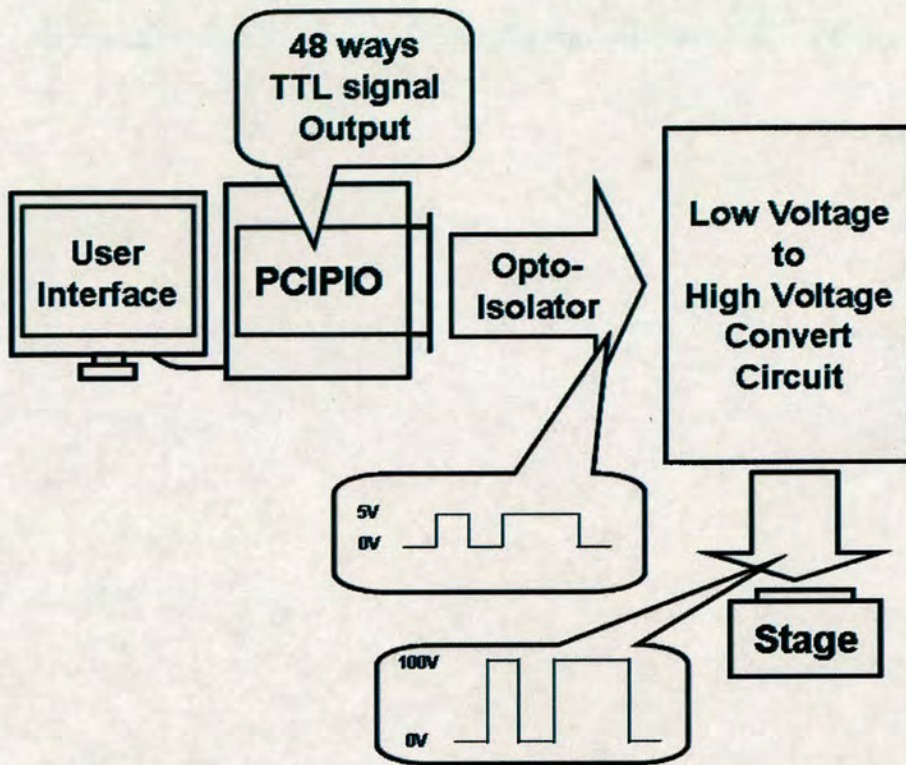 48 ways
TTL signal
Output
User
Interface
PCIPIO
Opto-
Isolator
Low Voltage
to
High Voltage
Convert
Circuit
5V
0V
100V
0V
Stage